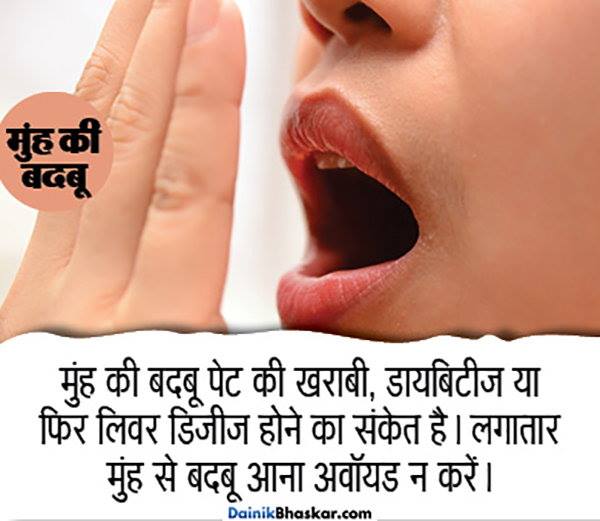 मुंह की
बदबू
मुंह की बदबू पेट की खराबी, डायबिटीज या
फिर लिवर डिजीज होने का संकेत है। लगातार
मुंह से बदबू आना अवॉयड न करें।
DainikBhaskar.com